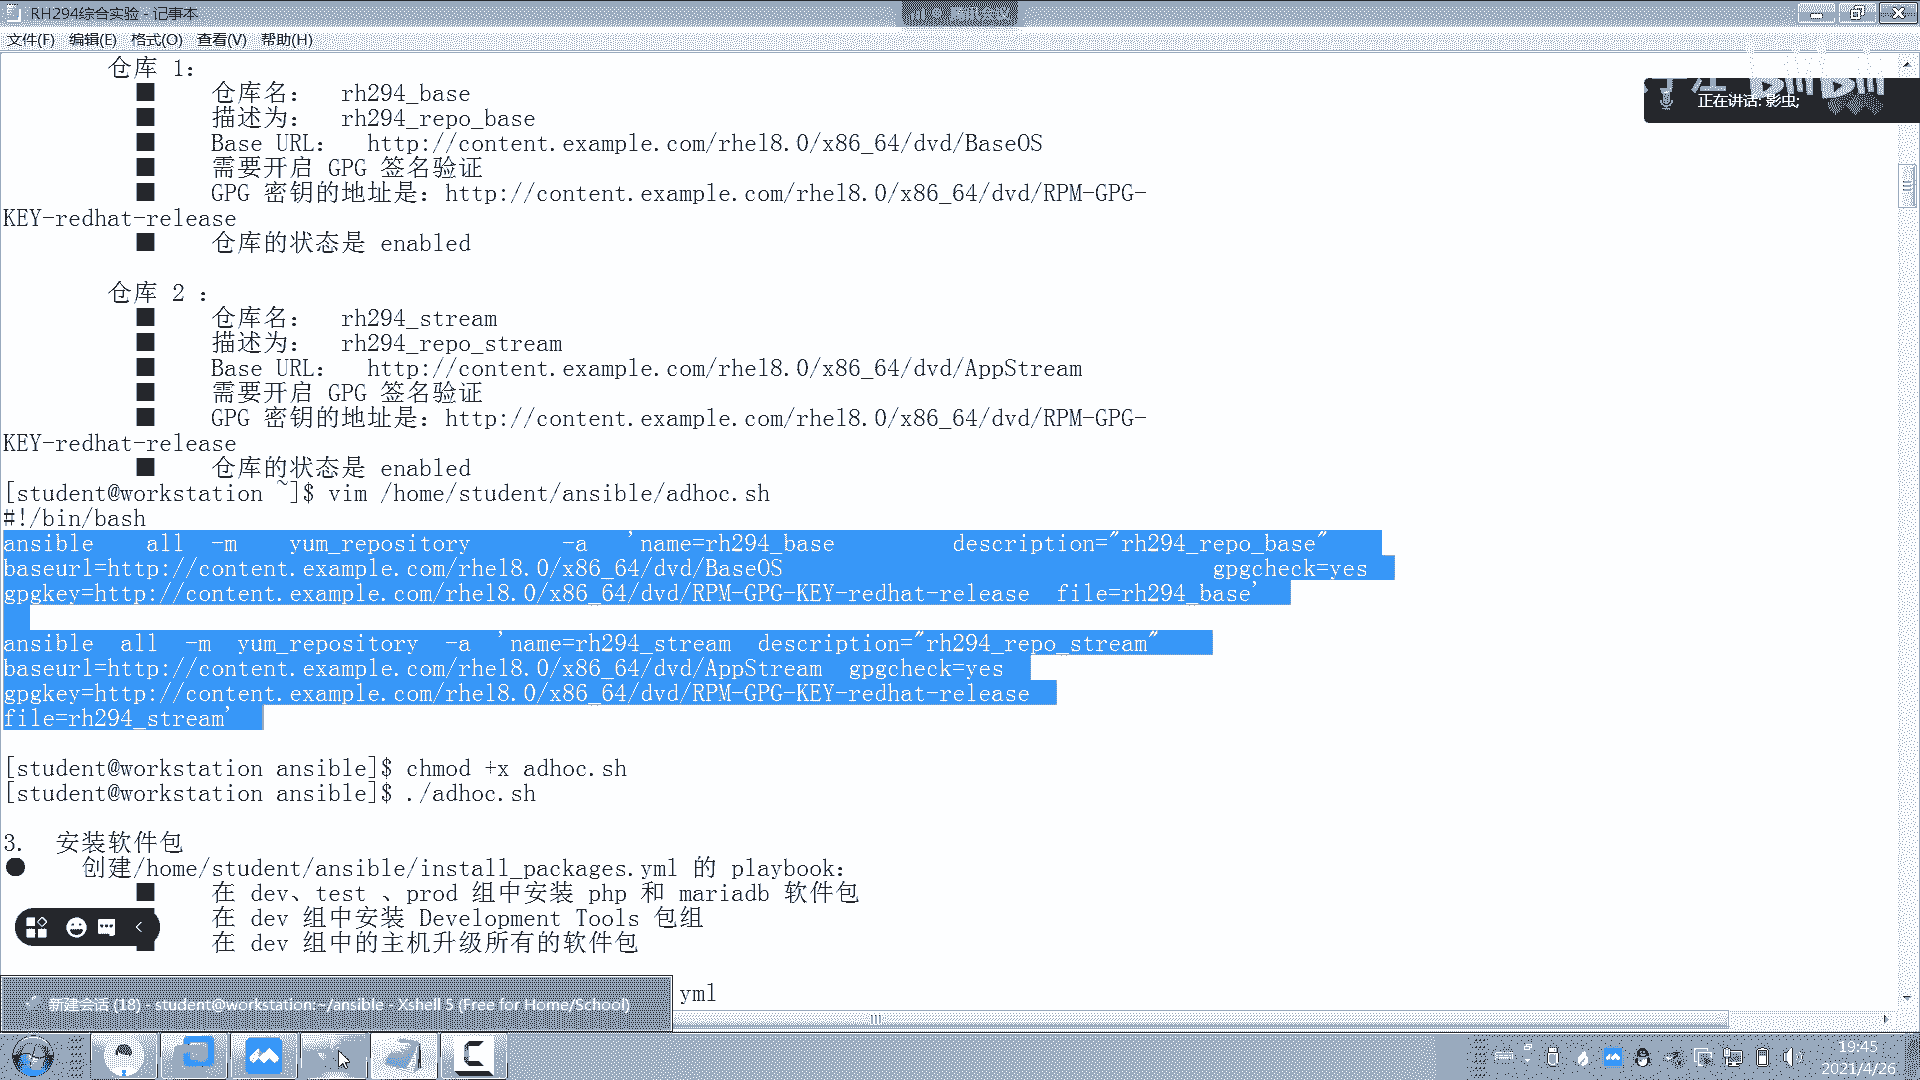 RH294综合实验 - 记事本
腾讯会议
文件(F) 编辑(E) 格式(O) 查看(V) 帮助(H)
仓库 1:
■ 仓库名： rh294_base
■ 描述为： rh294_repo_base
■ Base URL： http://content.example.com/rhel8.0/x86_64/dvd/BaseOS
■ 需要开启 GPG 签名验证
■ GPG 密钥的地址是：http://content.example.com/rhel8.0/x86_64/dvd/RPM-GPG-
KEY-redhat-release
■ 仓库的状态是 enabled
仓库 2 ：
■ 仓库名： rh294_stream
■ 描述为： rh294_repo_stream
■ Base URL： http://content.example.com/rhel8.0/x86_64/dvd/AppStream
■ 需要开启 GPG 签名验证
■ GPG 密钥的地址是：http://content.example.com/rhel8.0/x86_64/dvd/RPM-GPG-
KEY-redhat-release
■ 仓库的状态是 enabled
[student@workstation ~]$ vim /home/student/ansible/adhoc.sh
#!/bin/bash
ansible all -m yum_repository -a 'name=rh294_base description="rh294_repo_base"
baseurl=http://content.example.com/rhel8.0/x86_64/dvd/BaseOS gpgcheck=yes
gpgkey=http://content.example.com/rhel8.0/x86_64/dvd/RPM-GPG-KEY-redhat-release file=rh294_base'
ansible all -m yum_repository -a 'name=rh294_stream description="rh294_repo_stream"
baseurl=http://content.example.com/rhel8.0/x86_64/dvd/AppStream gpgcheck=yes
gpgkey=http://content.example.com/rhel8.0/x86_64/dvd/RPM-GPG-KEY-redhat-release
file=rh294_stream'
[student@workstation ansible]$ chmod +x adhoc.sh
[student@workstation ansible]$ ./adhoc.sh
3. 安装软件包
● 创建/home/student/ansible/install_packages.yml 的 playbook：
■ 在 dev、test 、prod 组中安装 php 和 mariadb 软件包
在 dev 组中安装 Development Tools 包组
在 dev 组中的主机升级所有的软件包
yml
新建会话 (18) - student@workstation:~/ansible - Xshell 5 (Free for Home/School)
正在讲话: 影虫;
bilibili
19:45
2021/4/26